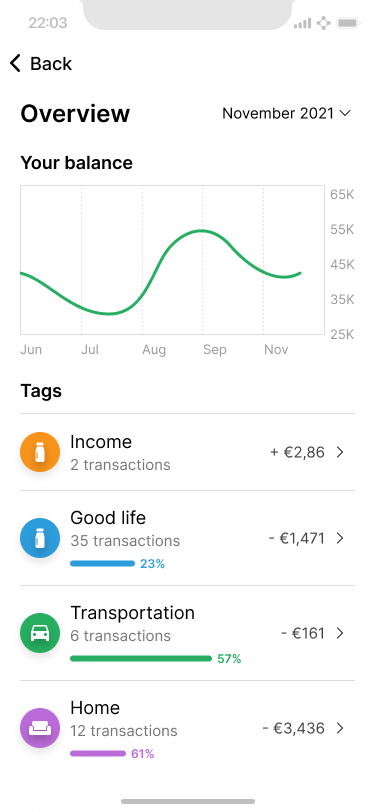 22:03
Back
Overview
November 2021
Your balance
65K
55K
45K
35K
25K
Jun Jul Aug Sep Nov
Tags
Income
+ €2,86
2 transactions
Good life
- €1,471
35 transactions
23%
Transportation
- €161
6 transactions
57%
Home
- €3,436
12 transactions
61%